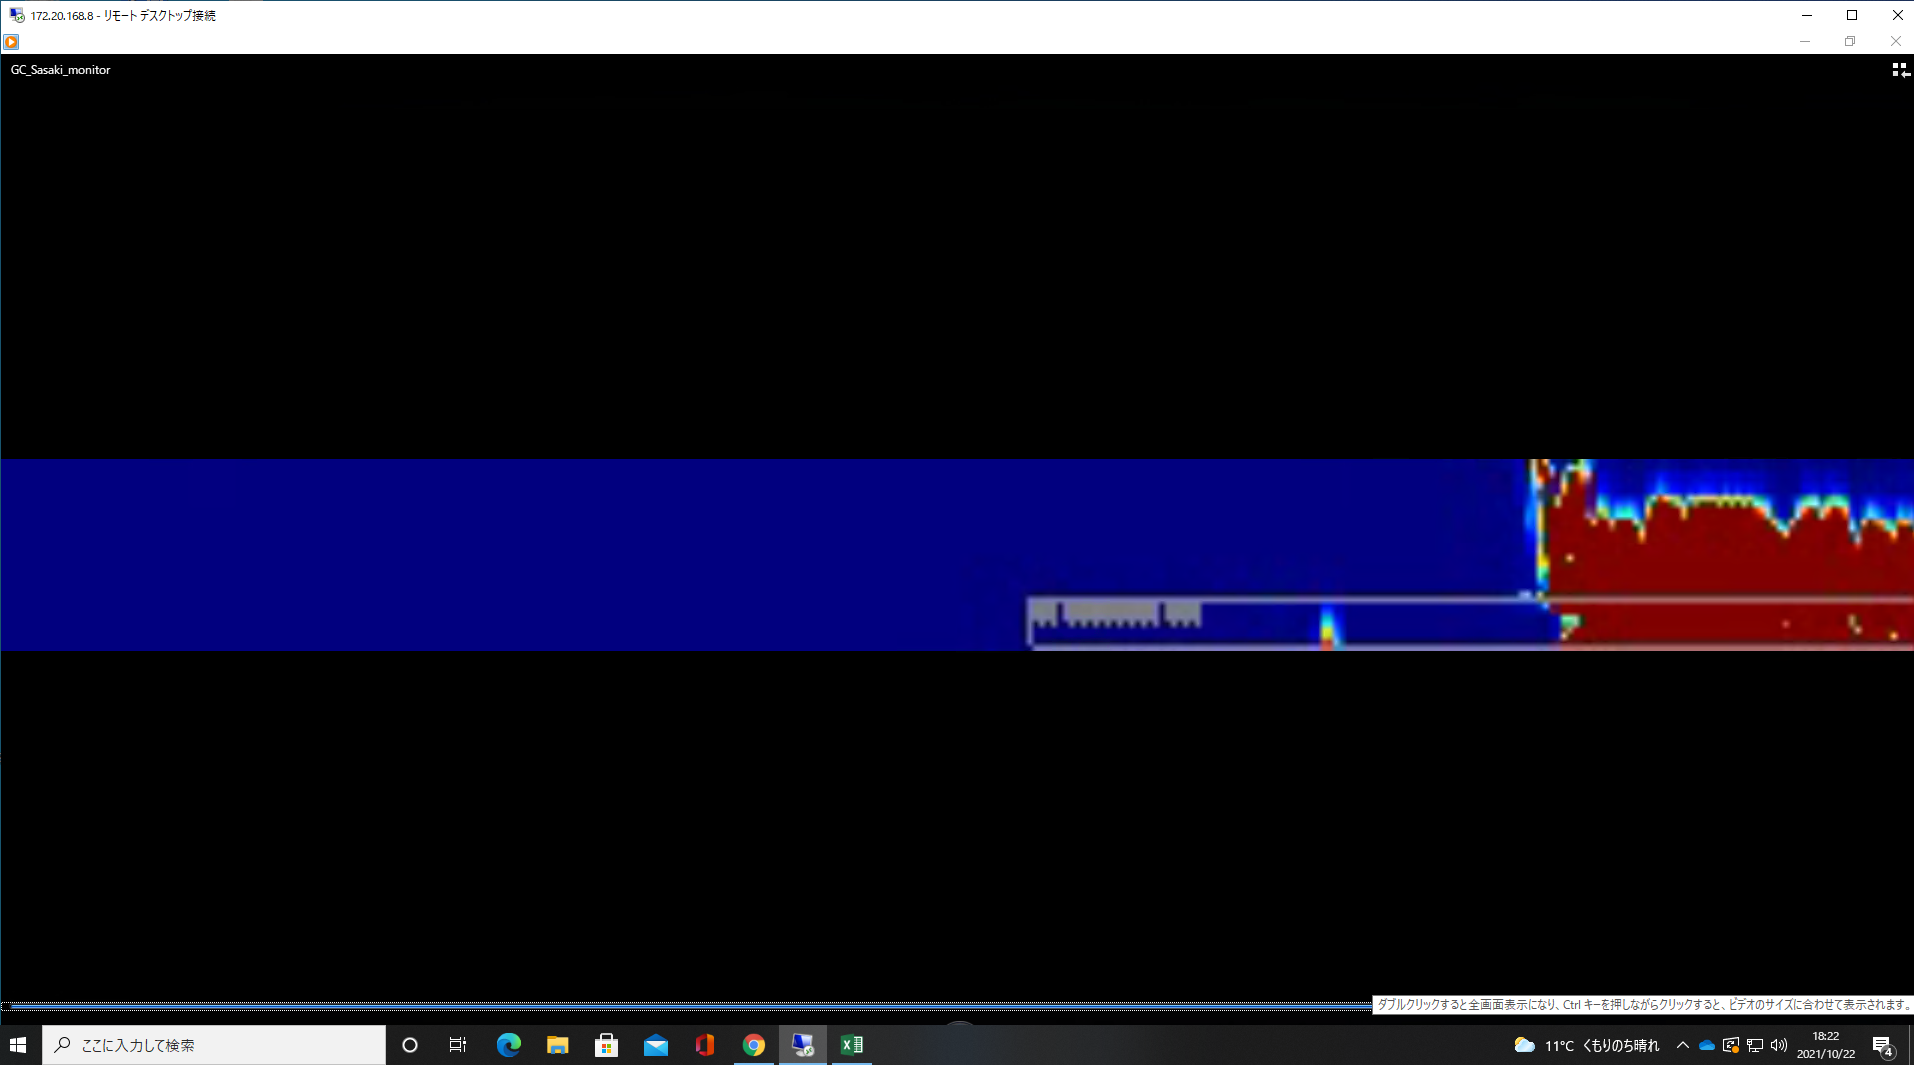 172.20.168.8 - リモート デスクトップ接続
GC_Sasaki_monitor
ダブルクリックすると全画面表示になり、Ctrl キーを押しながらクリックすると、ビデオのサイズに合わせて表示されます。
ここに入力して検索
11°C くもりのち晴れ
18:22
2021/10/22
4